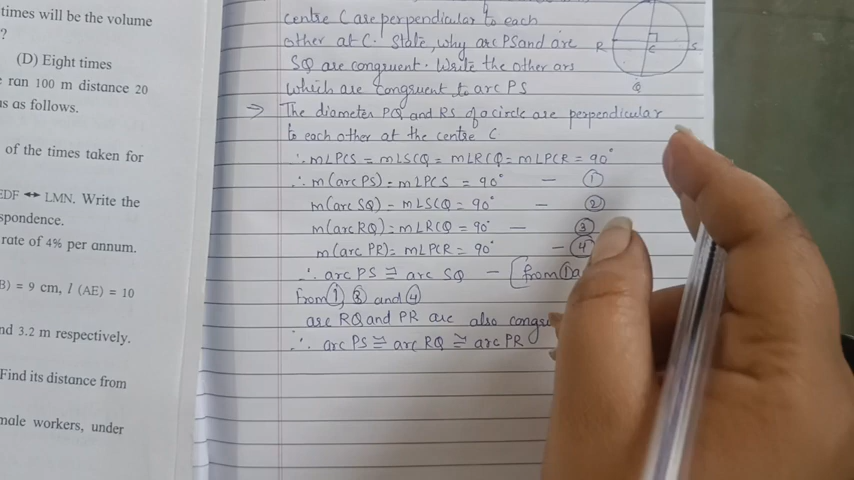 times will be the volume
?
(D) Eight times
e ran 100 m distance 20
as as follows.
of the times taken for
EDF ↔ LMN. Write the
spondence.
rate of 4% per annum.
B) = 9 cm, l (AE) = 10
nd 3.2 m respectively.
Find its distance from
male workers, under
centre C are perpendicular to each
other at C. State, why arc PS and arc
SQ are congruent. Write the other ars
which are congruent to arc PS
R
S
C
Q
⇒ The diameter PQ and RS of a circle are perpendicular
to each other at the centre C
∴ m∠PCS = m∠SCQ = m∠RCQ = m∠PCR = 90°
∴ m(arc PS) = m∠PCS = 90° — ①
m(arc SQ) = m∠SCQ = 90° — ②
m(arc RQ) = m∠RCQ = 90° — ③
m(arc PR) = m∠PCR = 90° — ④
∴ arc PS ≅ arc SQ — [from ① a
From ①, ③ and ④
arc RQ and PR are also congru
∴ arc PS ≅ arc RQ ≅ arc PR